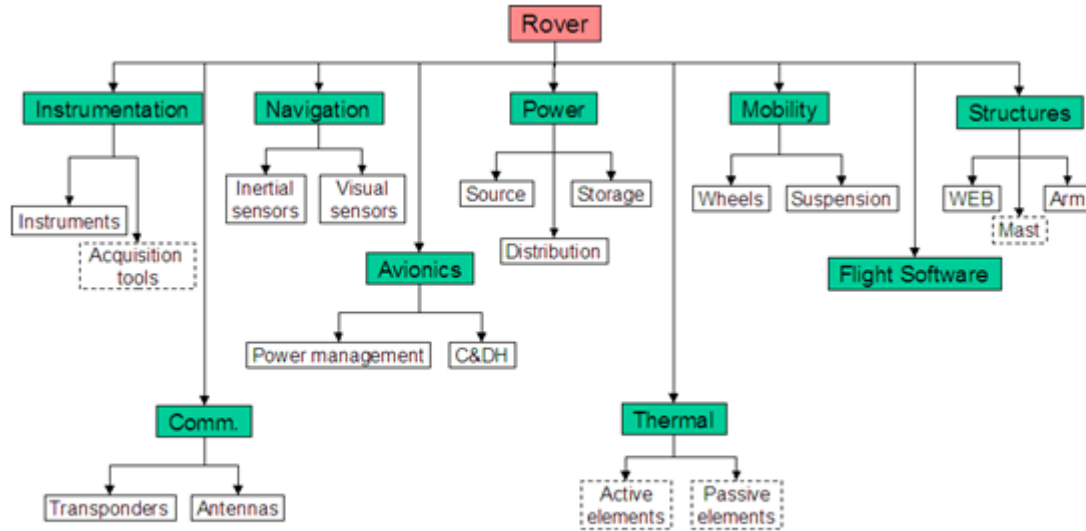 Rover
Instrumentation
Navigation
Power
Mobility
Structures
Instruments
Acquisition
tools
Inertial
sensors
Visual
sensors
Source
Storage
Distribution
Wheels
Suspension
WEB
Arm
Mast
Avionics
Flight Software
Power management
C&DH
Comm.
Thermal
Transponders
Antennas
Active
elements
Passive
elements